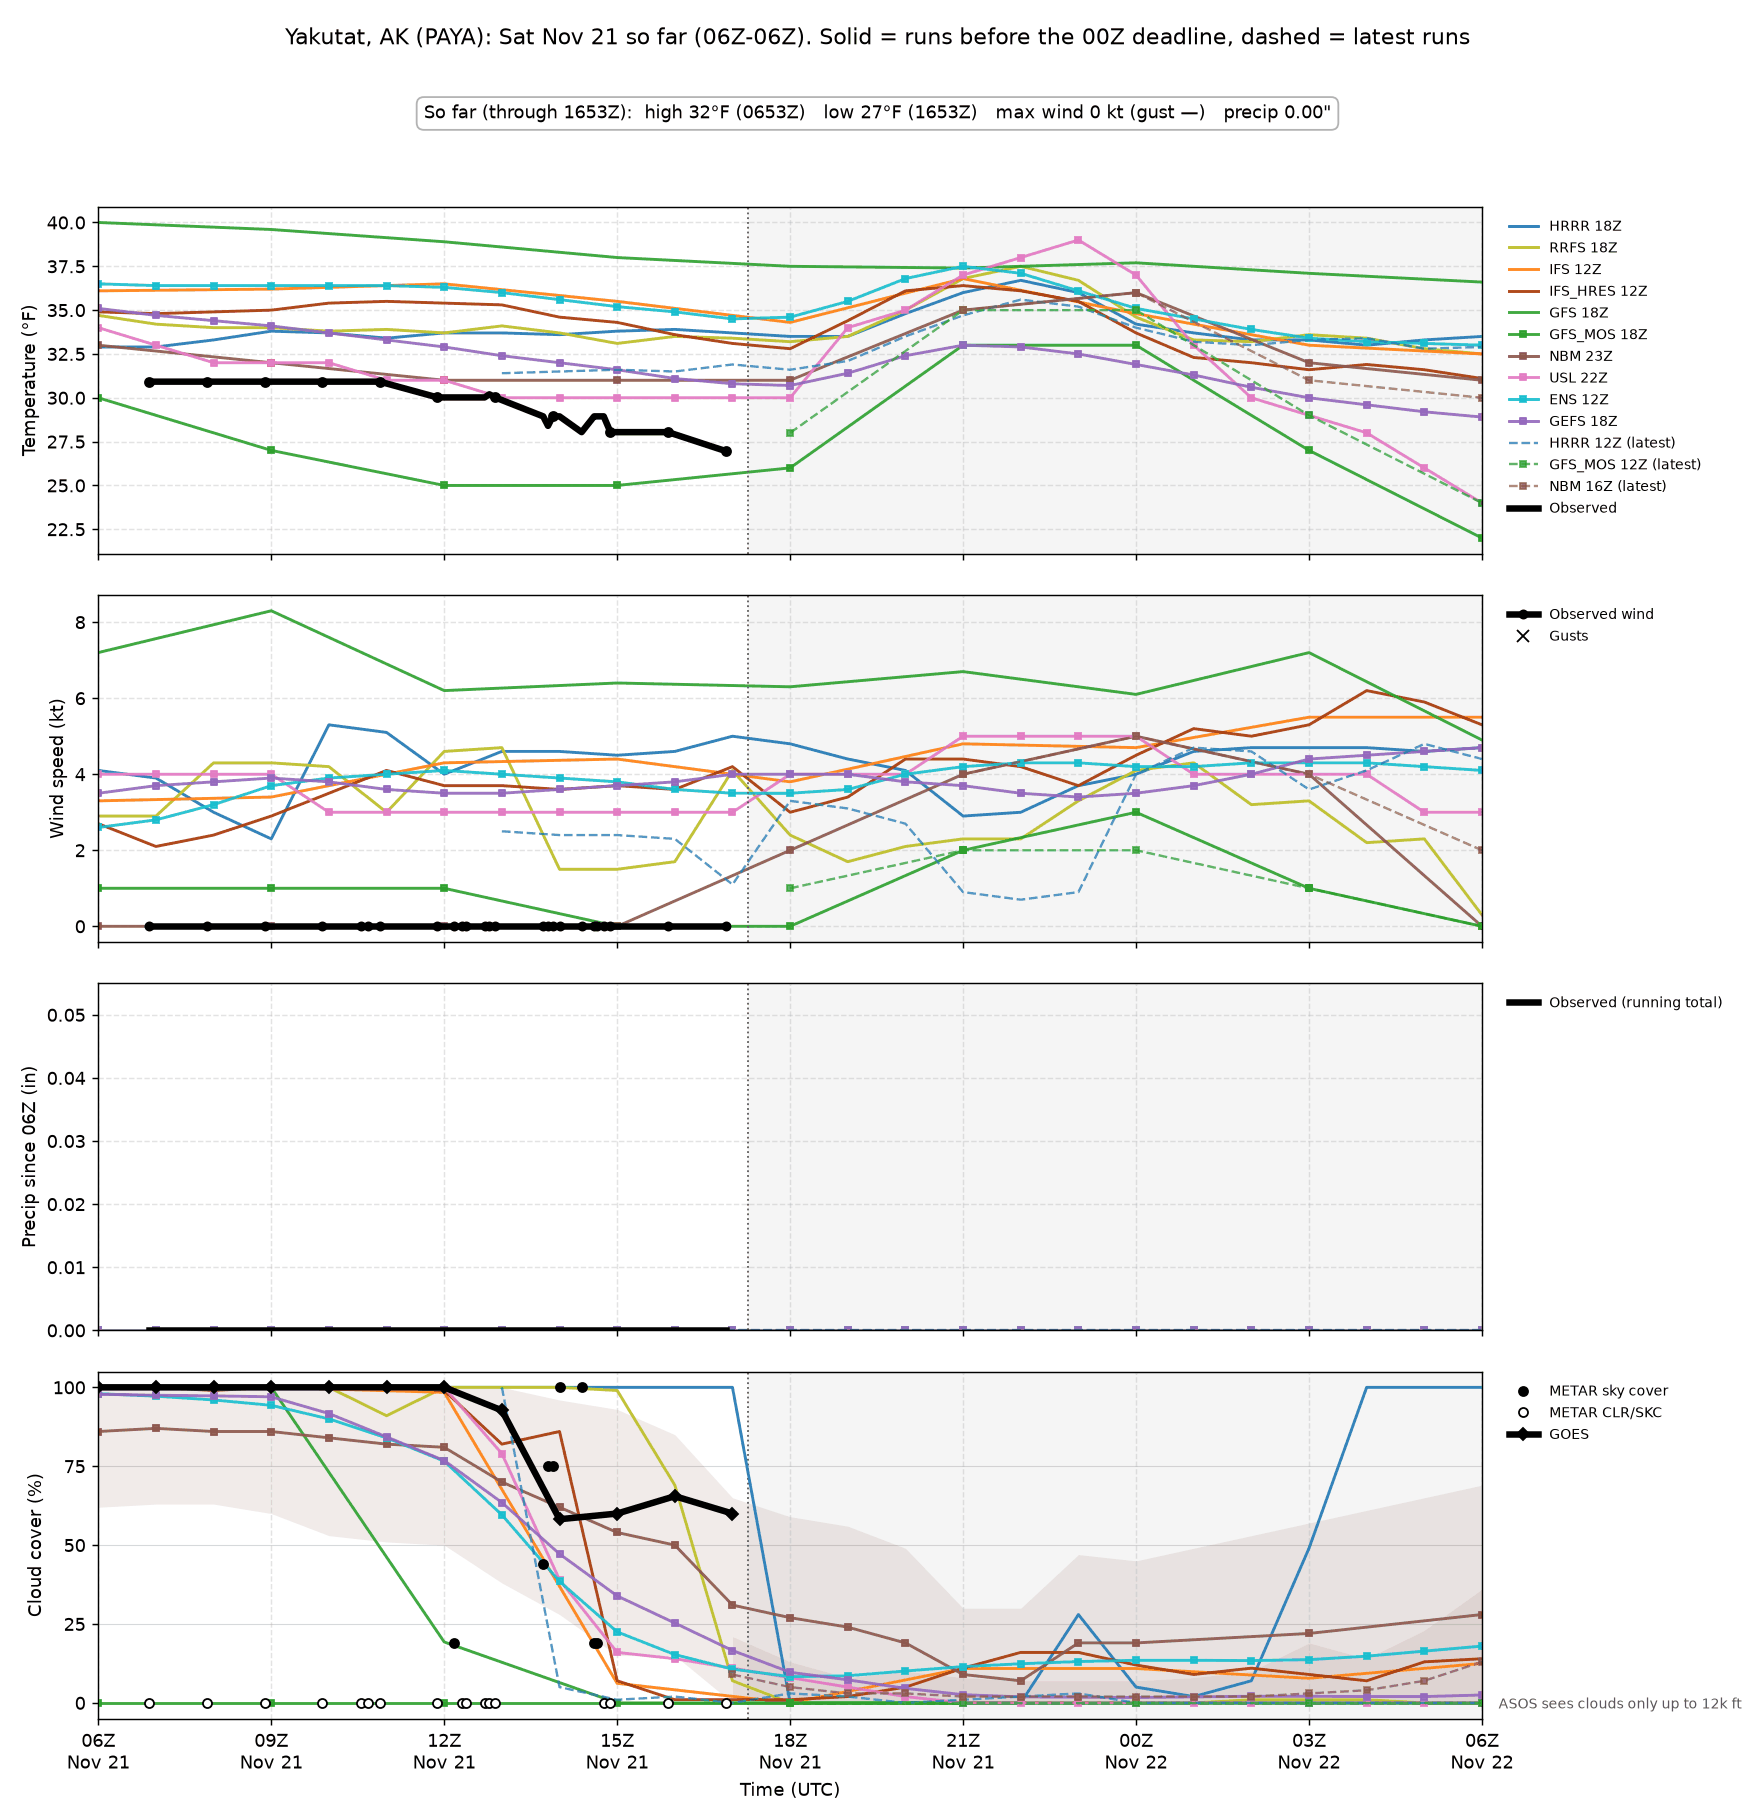 Yakutat, AK (PAYA): Sat Nov 21 so far (06Z-06Z). Solid = runs before the 00Z deadline, dashed = latest runs
So far (through 1653Z):  high 32°F (0653Z)   low 27°F (1653Z)   max wind 0 kt (gust —)   precip 0.00"
Temperature (°F)
40.0
37.5
35.0
32.5
30.0
27.5
25.0
22.5
HRRR 18Z
RRFS 18Z
IFS 12Z
IFS_HRES 12Z
GFS 18Z
GFS_MOS 18Z
NBM 23Z
USL 22Z
ENS 12Z
GEFS 18Z
HRRR 12Z (latest)
GFS_MOS 12Z (latest)
NBM 16Z (latest)
Observed
Wind speed (kt)
8
6
4
2
0
Observed wind
Gusts
Precip since 06Z (in)
0.05
0.04
0.03
0.02
0.01
0.00
Observed (running total)
Cloud cover (%)
100
75
50
25
0
METAR sky cover
METAR CLR/SKC
GOES
ASOS sees clouds only up to 12k ft
06Z
Nov 21
09Z
Nov 21
12Z
Nov 21
15Z
Nov 21
18Z
Nov 21
21Z
Nov 21
00Z
Nov 22
03Z
Nov 22
06Z
Nov 22
Time (UTC)